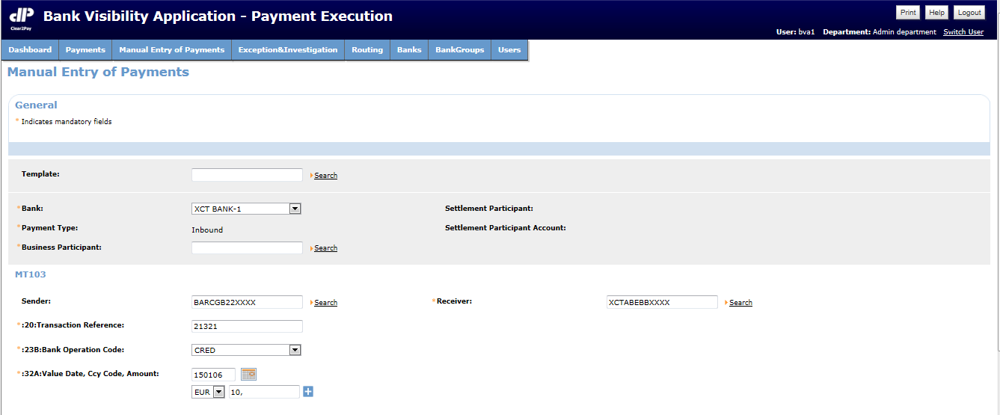 Clear2Pay
Bank Visibility Application - Payment Execution
Print Help Logout
User: bva1 Department: Admin department Switch User
Dashboard Payments Manual Entry of Payments Exception&Investigation Routing Banks BankGroups Users
Manual Entry of Payments
General
* Indicates mandatory fields
Template: Search
*Bank: XCT BANK-1 Settlement Participant:
*Payment Type: Inbound Settlement Participant Account:
*Business Participant: Search
MT103
Sender: BARCGB22XXXX Search *Receiver: XCTABEBBXXXX Search
*:20:Transaction Reference: 21321
*:23B:Bank Operation Code: CRED
*:32A:Value Date, Ccy Code, Amount: 150106
EUR 10,